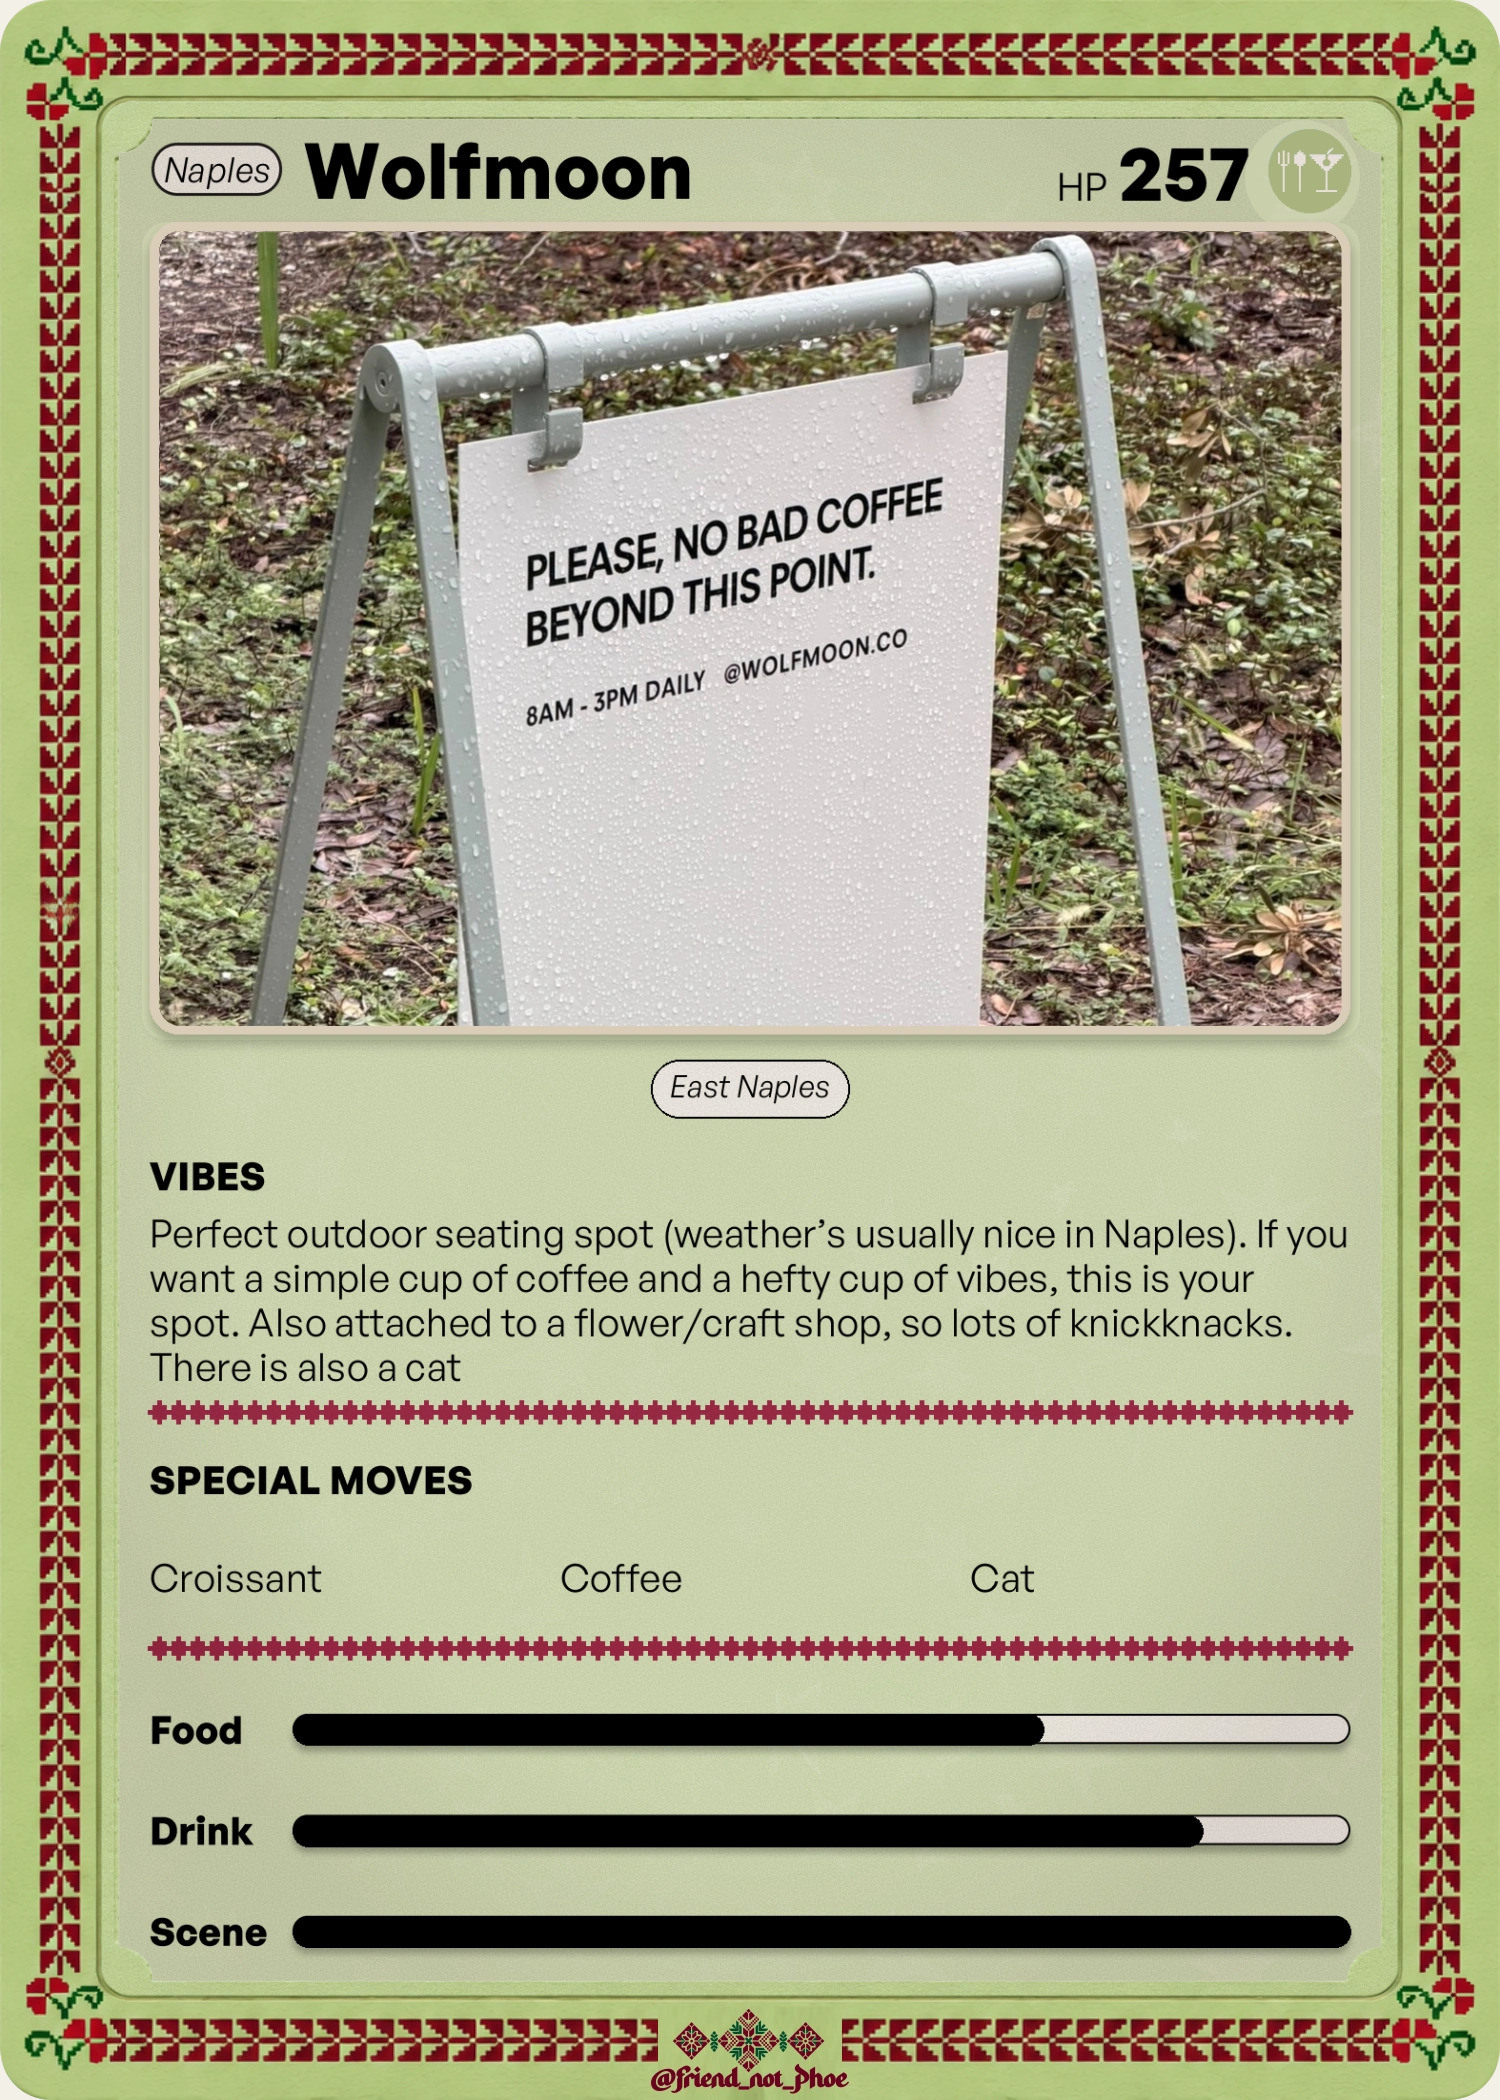 Naples Wolfmoon HP 257
PLEASE, NO BAD COFFEE
BEYOND THIS POINT.
8AM - 3PM DAILY @WOLFMOON.CO
East Naples
VIBES
Perfect outdoor seating spot (weather’s usually nice in Naples). If you
want a simple cup of coffee and a hefty cup of vibes, this is your
spot. Also attached to a flower/craft shop, so lots of knickknacks.
There is also a cat
SPECIAL MOVES
Croissant Coffee Cat
Food
Drink
Scene
@friend_not_Phoe